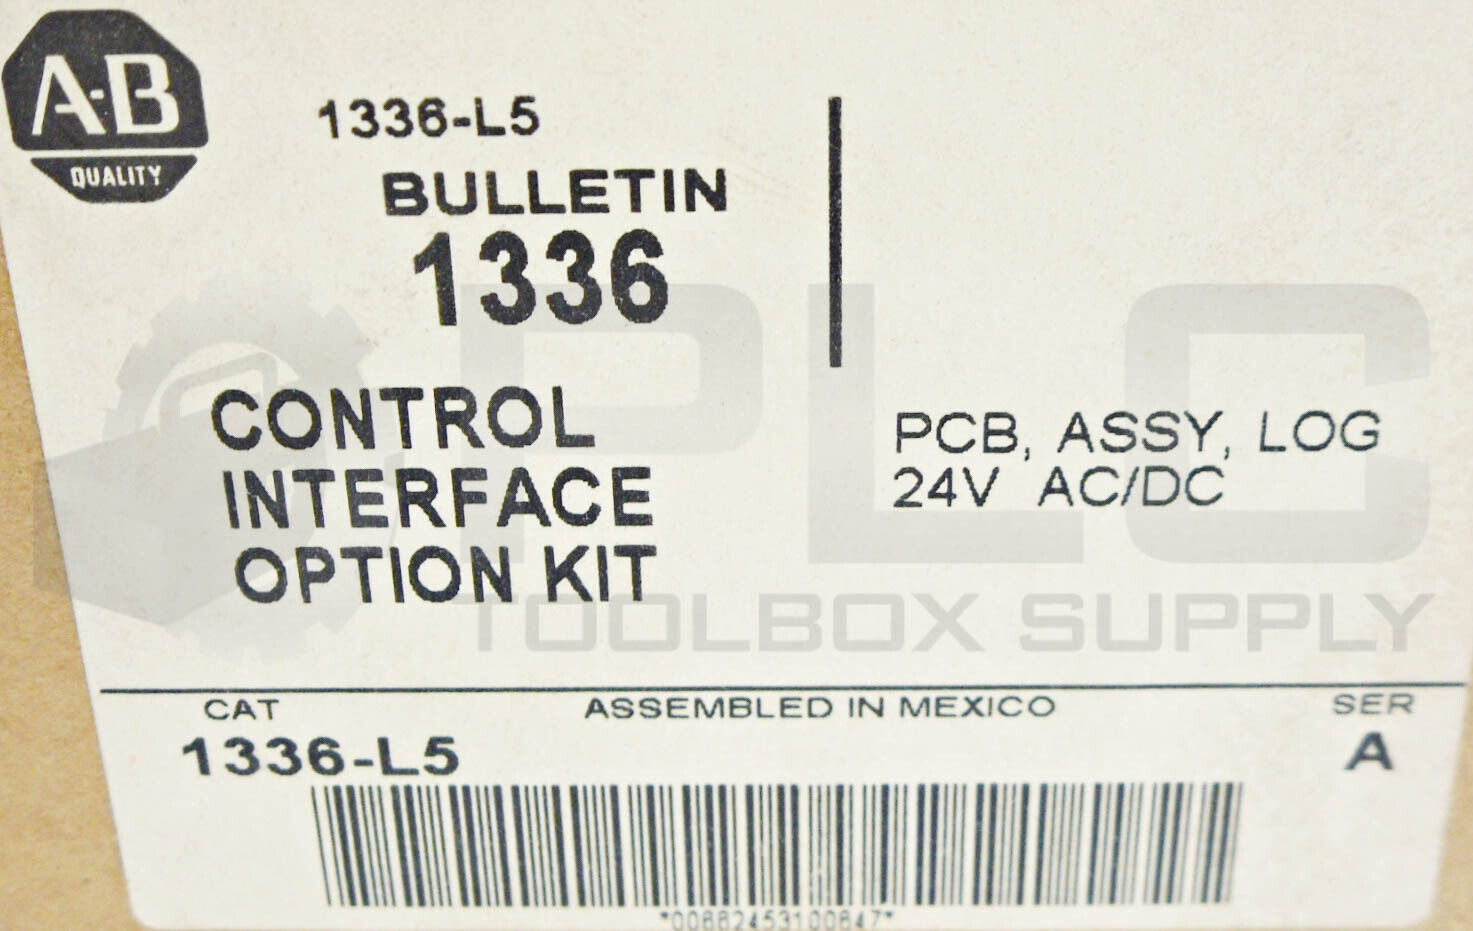 A-B
QUALITY
1336-L5
BULLETIN
1336
CONTROL
INTERFACE
OPTION KIT
PCB, ASSY, LOG
24V AC/DC
PLC
TOOLBOX SUPPLY
CAT
ASSEMBLED IN MEXICO
SER
1336-L5
A
*00662453100647*